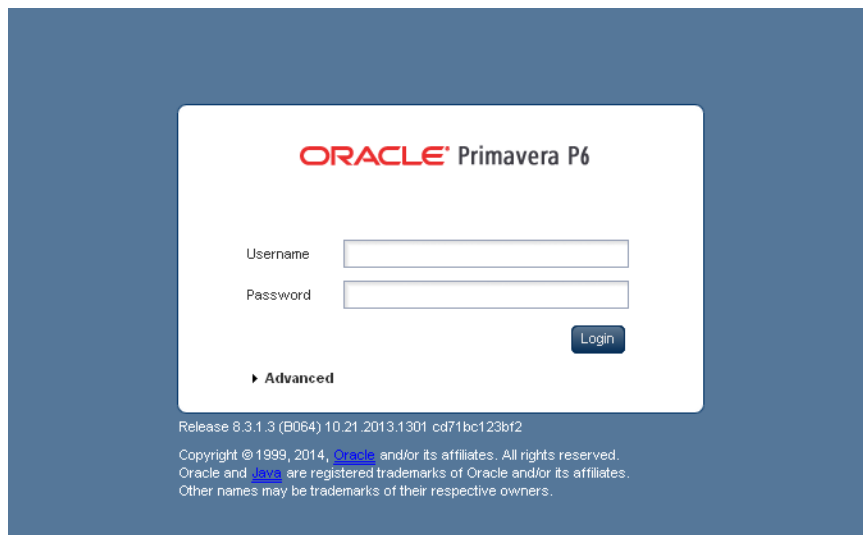 ORACLE® Primavera P6
Username
Password
Login
Advanced
Release 8.3.1.3 (B064) 10.21.2013.1301 cd71bc123bf2
Copyright © 1999, 2014, Oracle and/or its affiliates. All rights reserved.
Oracle and Java are registered trademarks of Oracle and/or its affiliates.
Other names may be trademarks of their respective owners.